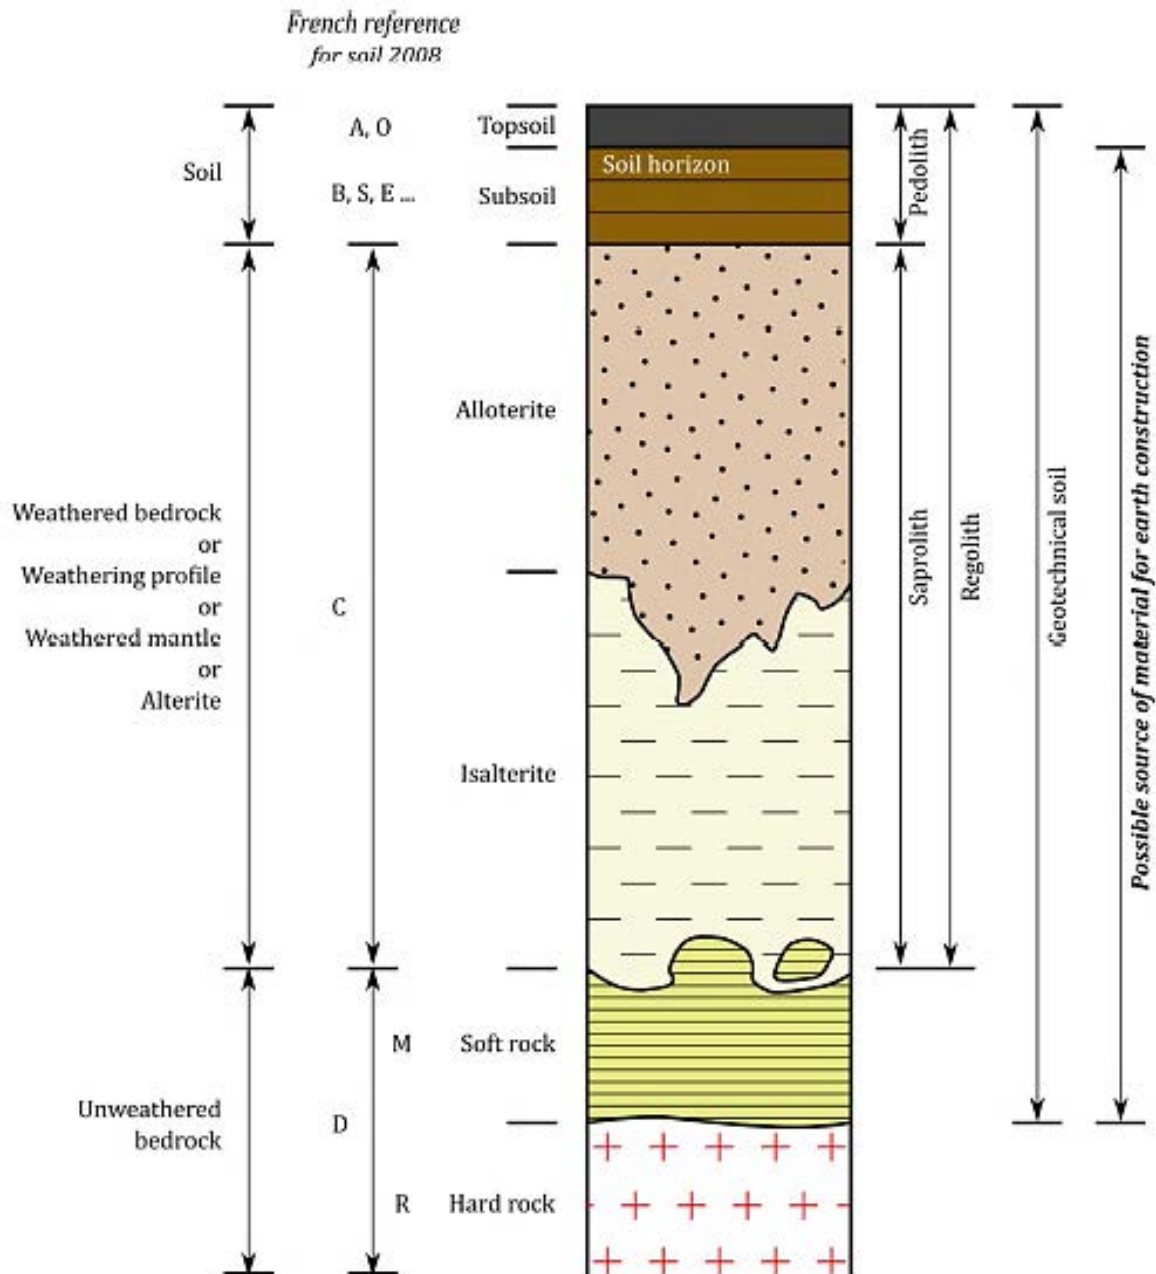 French reference
for soil 2008
A, O
Topsoil
Soil
Soil horizon
B, S, E ...
Subsoil
Pedolith
Alloterite
Weathered bedrock
or
Weathering profile
or
Weathered mantle
or
Alterite
C
Isalterite
Saprolith
Regolith
Geotechnical soil
Possible source of material for earth construction
M
Soft rock
Unweathered
bedrock
D
R
Hard rock